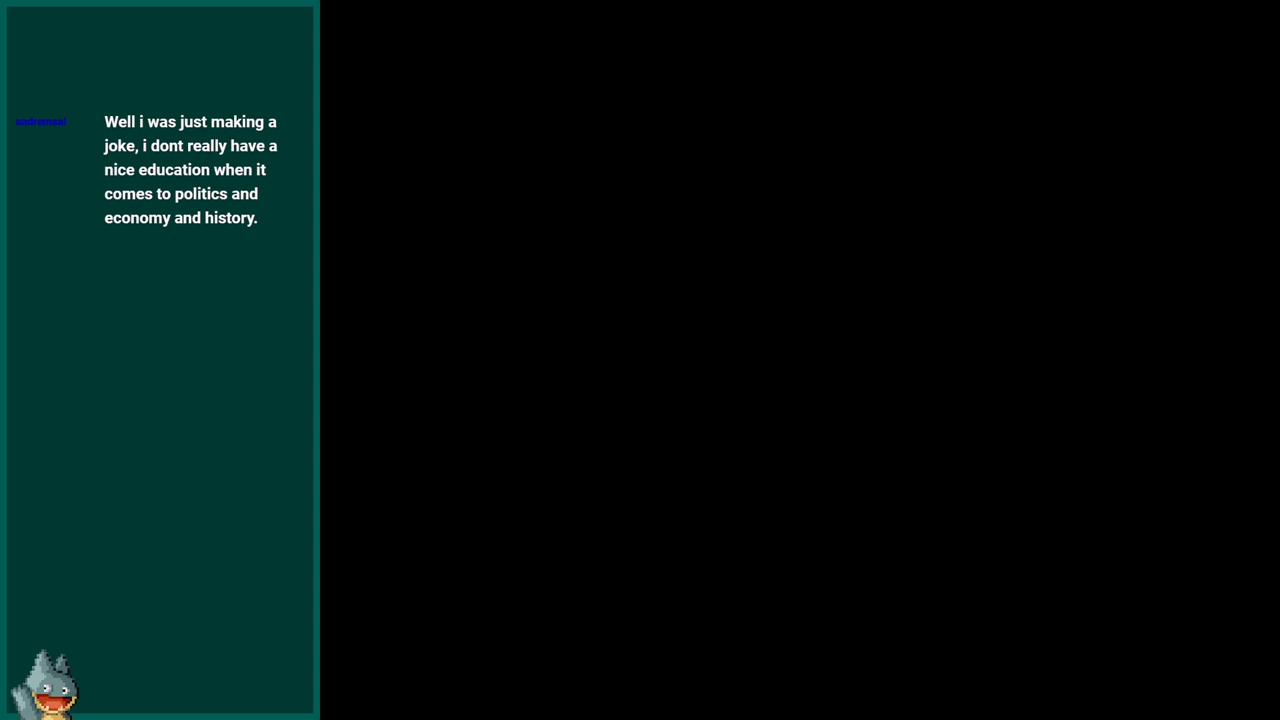 andremsal
Well i was just making a
joke, i dont really have a
nice education when it
comes to politics and
economy and history.